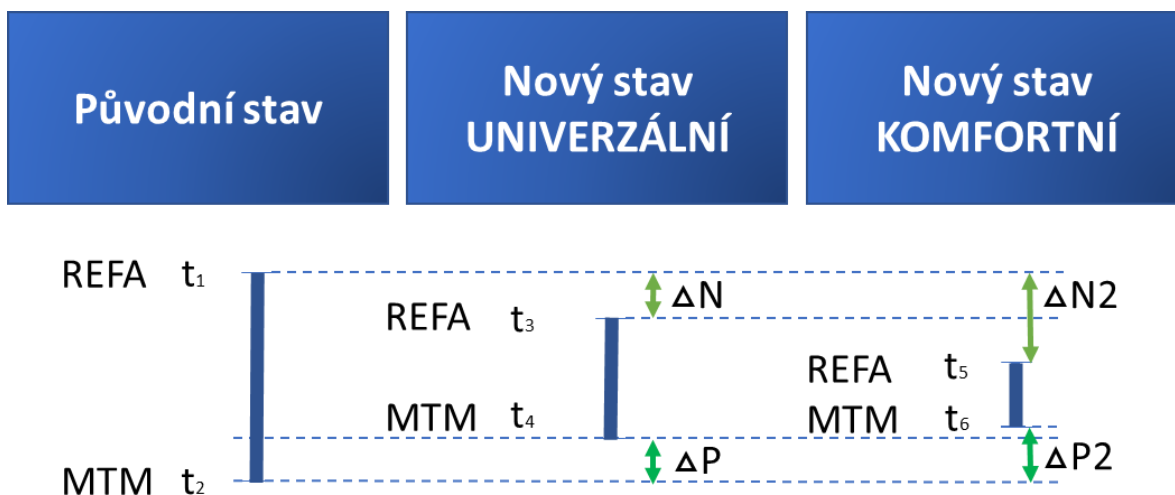 Původní stav
Nový stav
UNIVERZÁLNÍ
Nový stav
KOMFORTNÍ
REFA t₁
ΔN
ΔN2
REFA t₃
REFA t₅
MTM t₄
MTM t₆
ΔP
ΔP2
MTM t₂